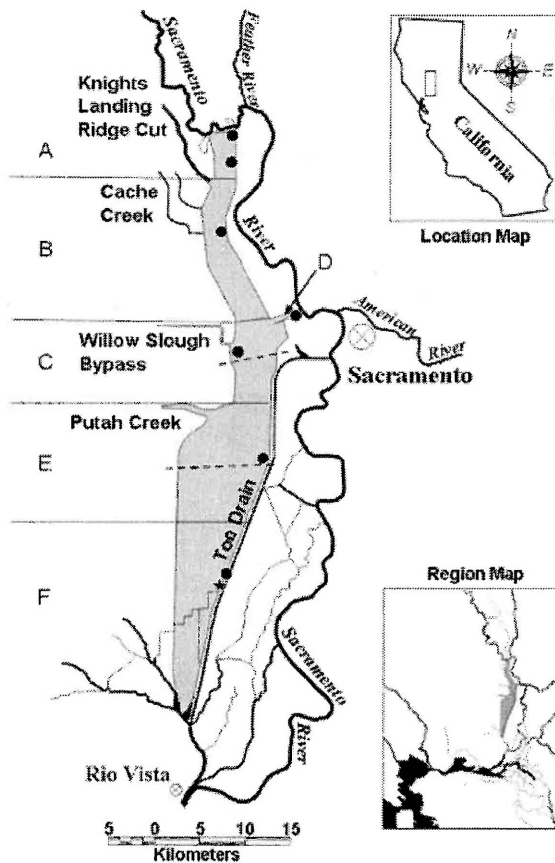 Sacramento
Feather River
Knights
Landing
Ridge Cut
A
Cache
Creek
B
River
D
American
River
Willow Slough
Bypass
C
Sacramento
Putah Creek
E
Toe Drain
F
Sacramento
River
Rio Vista
5 0 5 10 15
Kilometers
N
W E
S
California
Location Map
Region Map